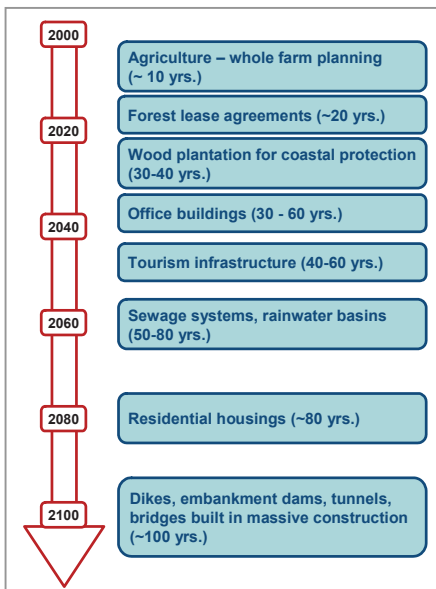 2000
Agriculture – whole farm planning
(~ 10 yrs.)
Forest lease agreements (~20 yrs.)
2020
Wood plantation for coastal protection
(30-40 yrs.)
Office buildings (30 - 60 yrs.)
2040
Tourism infrastructure (40-60 yrs.)
2060
Sewage systems, rainwater basins
(50-80 yrs.)
2080
Residential housings (~80 yrs.)
Dikes, embankment dams, tunnels,
bridges built in massive construction
(~100 yrs.)
2100